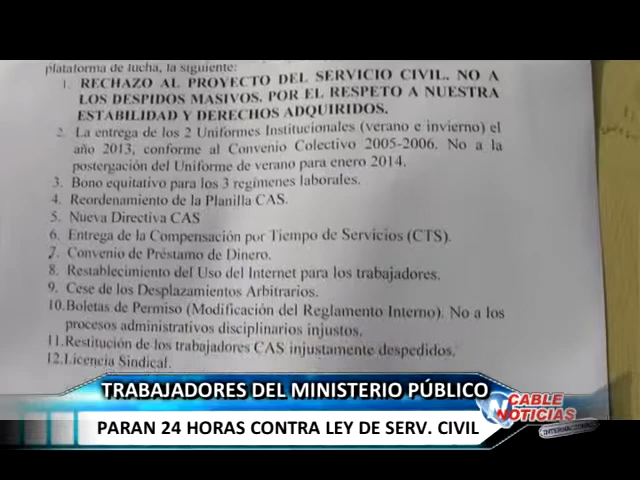 plataforma de lucha, la siguiente:
1. RECHAZO AL PROYECTO DEL SERVICIO CIVIL. NO A
LOS DESPIDOS MASIVOS. POR EL RESPETO A NUESTRA
ESTABILIDAD Y DERECHOS ADQUIRIDOS.
2. La entrega de los 2 Uniformes Institucionales (verano e invierno) el
año 2013, conforme al Convenio Colectivo 2005-2006. No a la
postergación del Uniforme de verano para enero 2014.
3. Bono equitativo para los 3 regímenes laborales.
4. Reordenamiento de la Planilla CAS.
5. Nueva Directiva CAS
6. Entrega de la Compensación por Tiempo de Servicios (CTS).
7. Convenio de Préstamo de Dinero.
8. Restablecimiento del Uso del Internet para los trabajadores.
9. Cese de los Desplazamientos Arbitrarios.
10.Boletas de Permiso (Modificación del Reglamento Interno). No a los
procesos administrativos disciplinarios injustos.
11.Restitución de los trabajadores CAS injustamente despedidos.
12.Licencia Sindical.
TRABAJADORES DEL MINISTERIO PÚBLICO
PARAN 24 HORAS CONTRA LEY DE SERV. CIVIL
CABLE
NOTICIAS
INTERNACIONAL